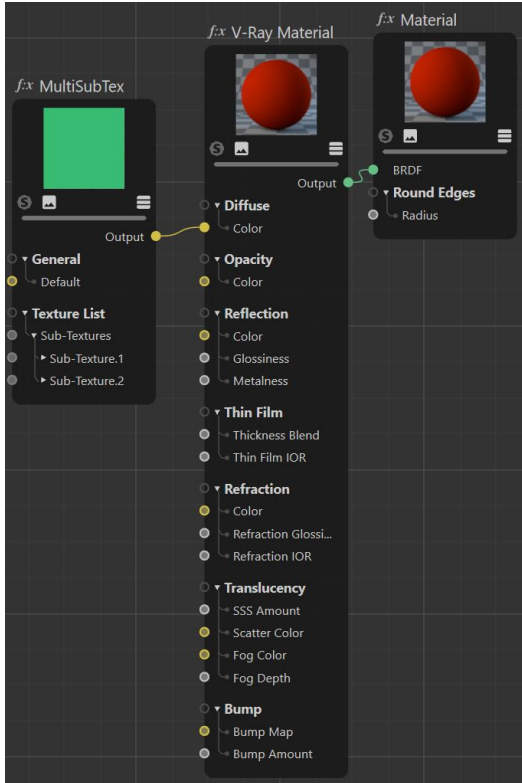 f:x MultiSubTex
Output
General
Default
Texture List
Sub-Textures
Sub-Texture.1
Sub-Texture.2
f:x V-Ray Material
Output
Diffuse
Color
Opacity
Color
Reflection
Color
Glossiness
Metalness
Thin Film
Thickness Blend
Thin Film IOR
Refraction
Color
Refraction Glossi...
Refraction IOR
Translucency
SSS Amount
Scatter Color
Fog Color
Fog Depth
Bump
Bump Map
Bump Amount
f:x Material
BRDF
Round Edges
Radius